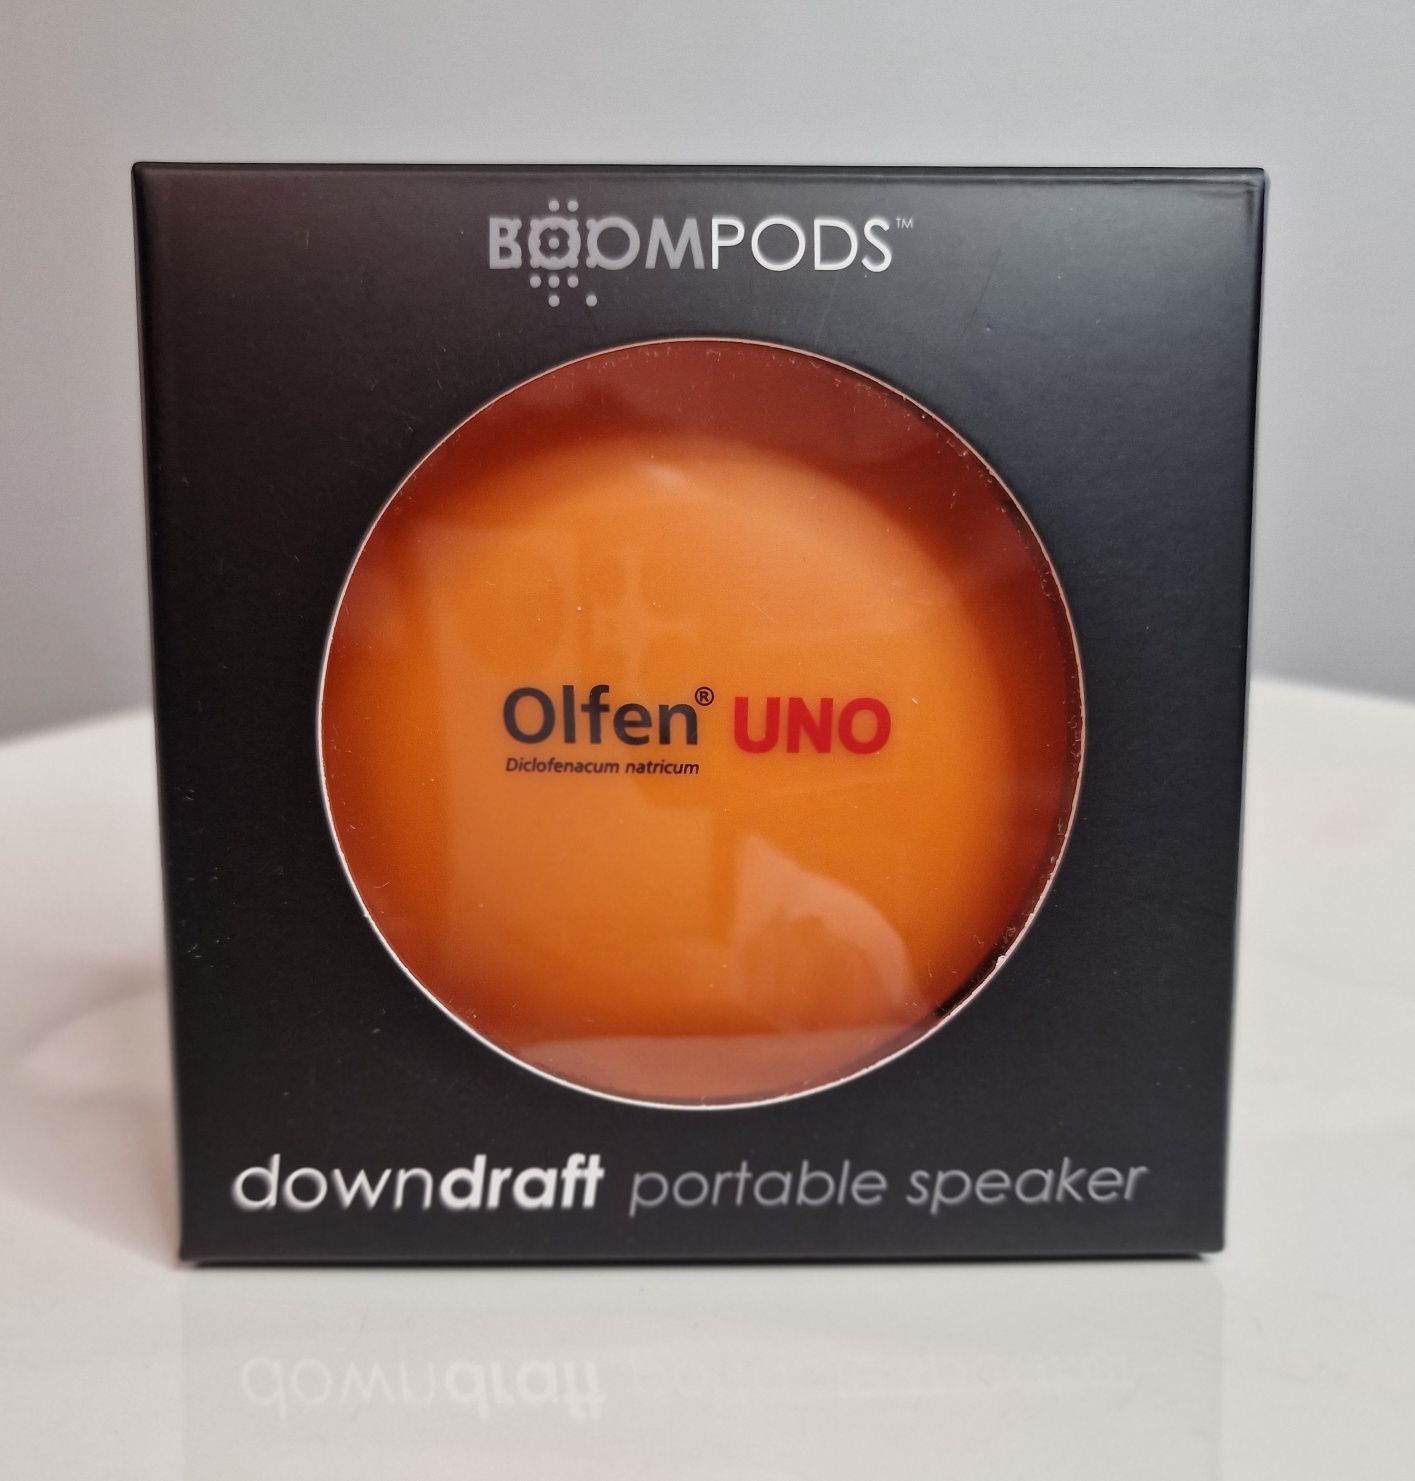 BOOMPODS™
Olfen® UNO
Diclofenacum natricum
downdraft portable speaker